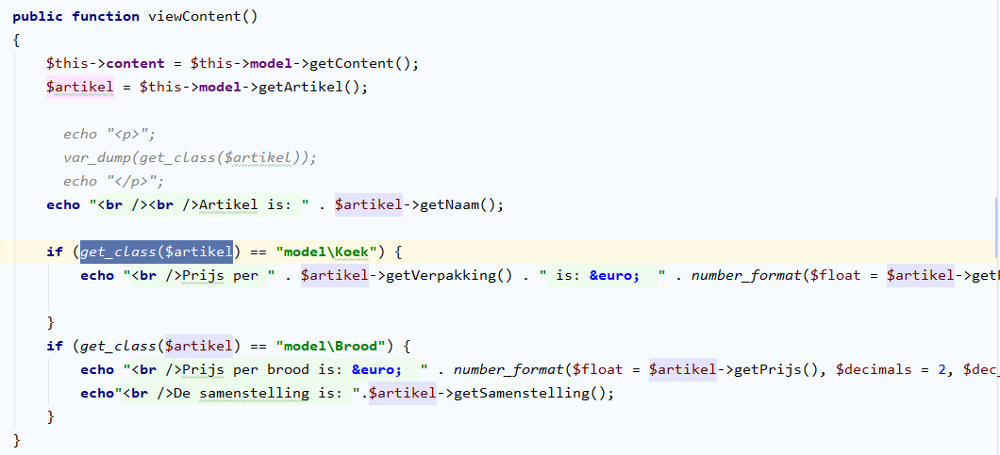 public function viewContent()
{
$this->content = $this->model->getContent();
$artikel = $this->model->getArtikel();
echo "<p>";
var_dump(get_class($artikel));
echo "</p>";
echo "<br /><br />Artikel is: " . $artikel->getNaam();
if (get_class($artikel) == "model\Koek") {
echo "<br />Prijs per " . $artikel->getVerpakking() . " is: &euro;  " . number_format($float = $artikel->get
}
if (get_class($artikel) == "model\Brood") {
echo "<br />Prijs per brood is: &euro;  " . number_format($float = $artikel->getPrijs(), $decimals = 2, $dec_
echo"<br />De samenstelling is: ".$artikel->getSamenstelling();
}
}